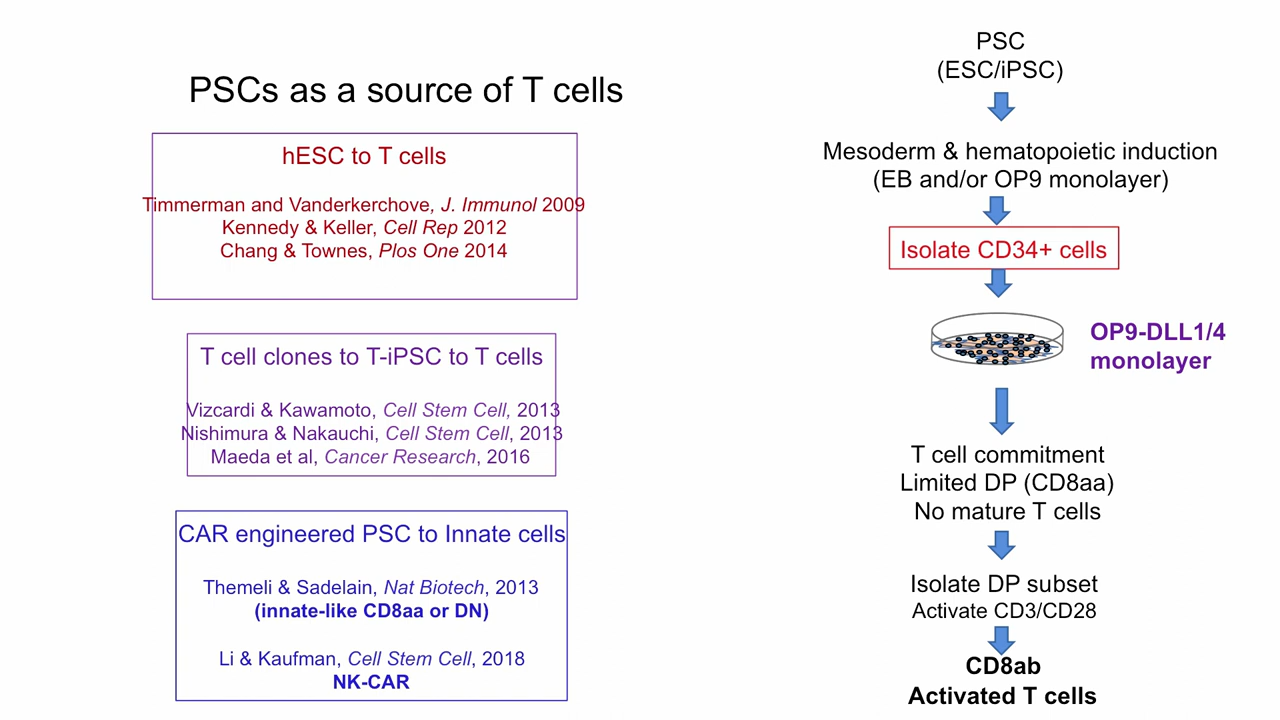 PSCs as a source of T cells
hESC to T cells
Timmerman and Vanderkerchove, J. Immunol 2009
Kennedy & Keller, Cell Rep 2012
Chang & Townes, Plos One 2014
T cell clones to T-iPSC to T cells
Vizcardi & Kawamoto, Cell Stem Cell, 2013
Nishimura & Nakauchi, Cell Stem Cell, 2013
Maeda et al, Cancer Research, 2016
CAR engineered PSC to Innate cells
Themeli & Sadelain, Nat Biotech, 2013
(innate-like CD8aa or DN)
Li & Kaufman, Cell Stem Cell, 2018
NK-CAR
PSC
(ESC/iPSC)
Mesoderm & hematopoietic induction
(EB and/or OP9 monolayer)
Isolate CD34+ cells
OP9-DLL1/4
monolayer
T cell commitment
Limited DP (CD8aa)
No mature T cells
Isolate DP subset
Activate CD3/CD28
CD8ab
Activated T cells